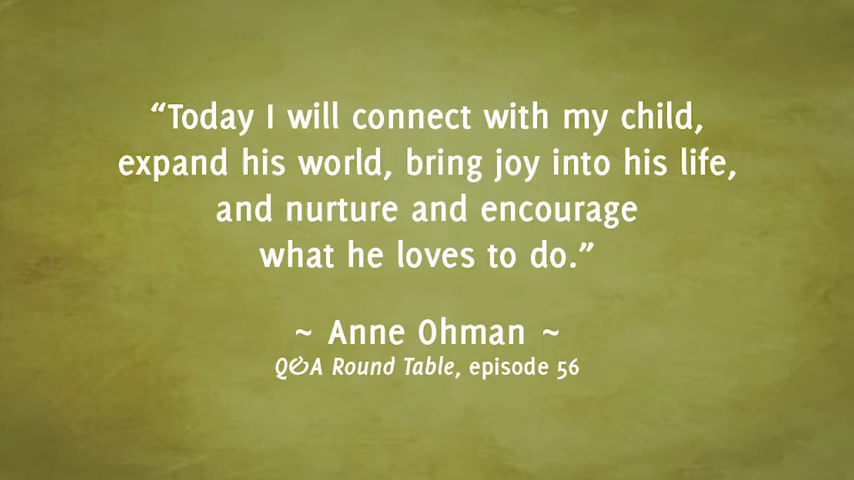 “Today I will connect with my child,
expand his world, bring joy into his life,
and nurture and encourage
what he loves to do.”
~ Anne Ohman ~
Q&A Round Table, episode 56